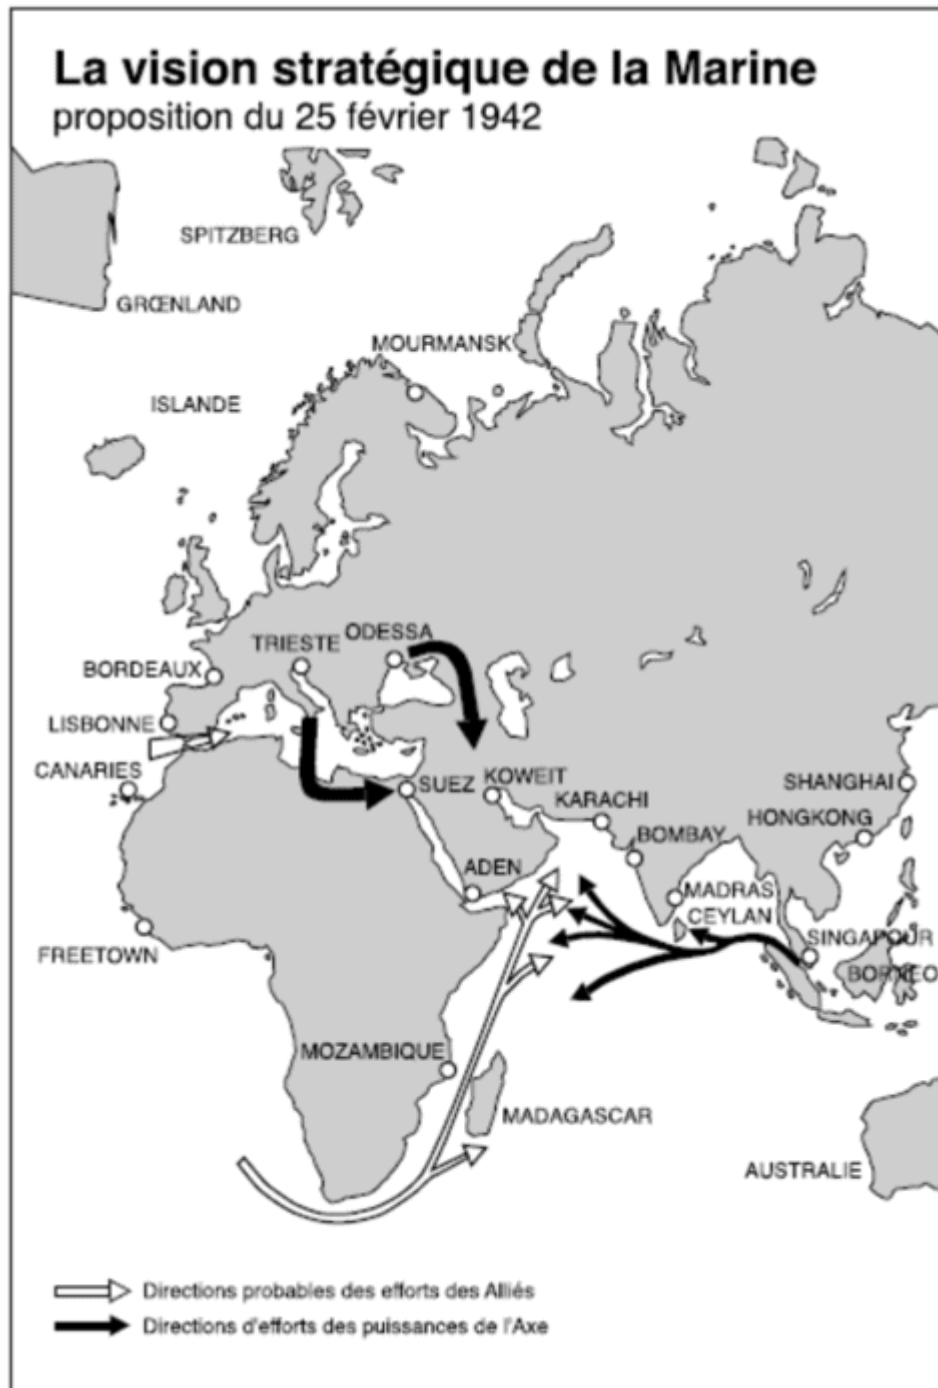 La vision stratégique de la Marine
proposition du 25 février 1942
SPITZBERG
GRŒNLAND
MOURMANSK
ISLANDE
TRIESTE
ODESSA
BORDEAUX
LISBONNE
CANARIES
SUEZ
KOWEIT
KARACHI
SHANGHAI
HONGKONG
BOMBAY
ADEN
MADRAS
CEYLAN
FREETOWN
SINGAPOUR
BORNEO
MOZAMBIQUE
MADAGASCAR
AUSTRALIE
Directions probables des efforts des Alliés
Directions d'efforts des puissances de l'Axe